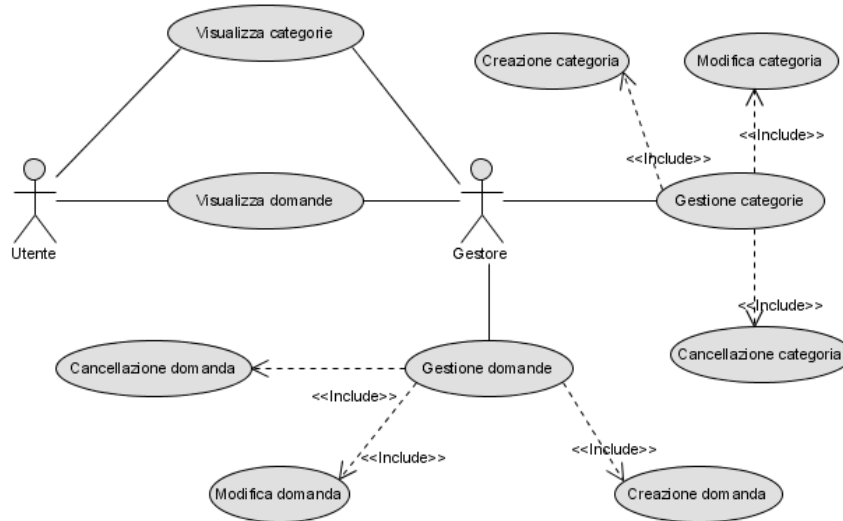 Visualizza categorie
Creazione categoria
Modifica categoria
<<Include>>
<<Include>>
Visualizza domande
Gestione categorie
Utente
Gestore
<<Include>>
Cancellazione categoria
Cancellazione domanda
Gestione domande
<<Include>>
<<Include>>
<<Include>>
Modifica domanda
Creazione domanda